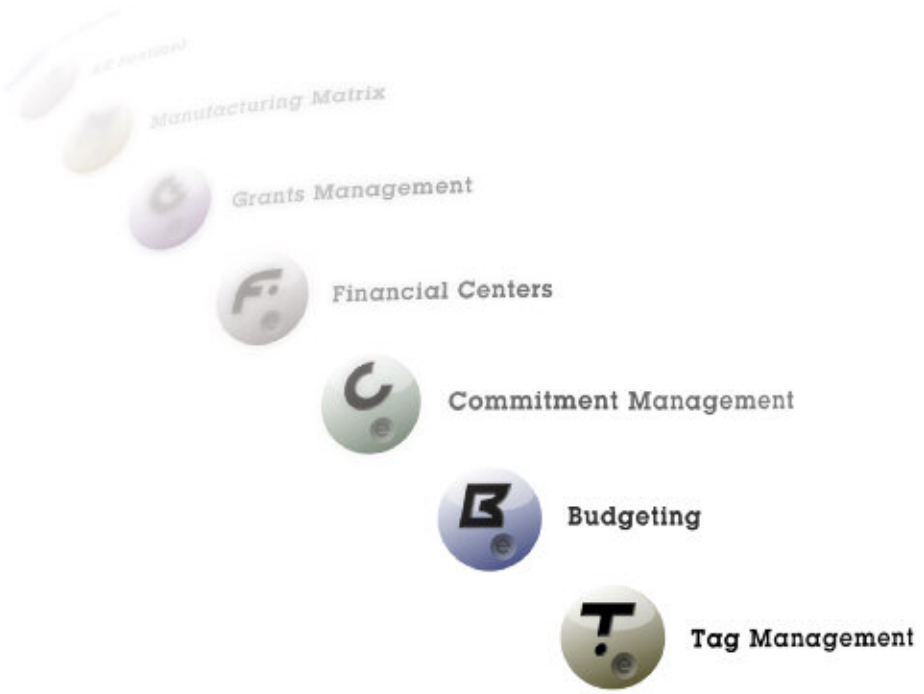 Manufacturing Matrix
Grants Management
Financial Centers
Commitment Management
Budgeting
Tag Management